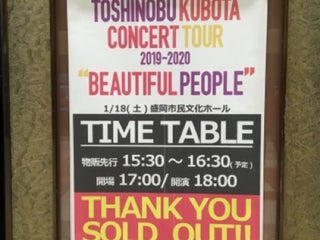 TOSHINOBU KUBOTA
CONCERT TOUR
2019-2020
"BEAUTIFUL PEOPLE"
1/18(土) 盛岡市民文化ホール
TIME TABLE
物販先行 15:30～16:30(予定)
開場 17:00/開演 18:00
THANK YOU
SOLD OUT!!